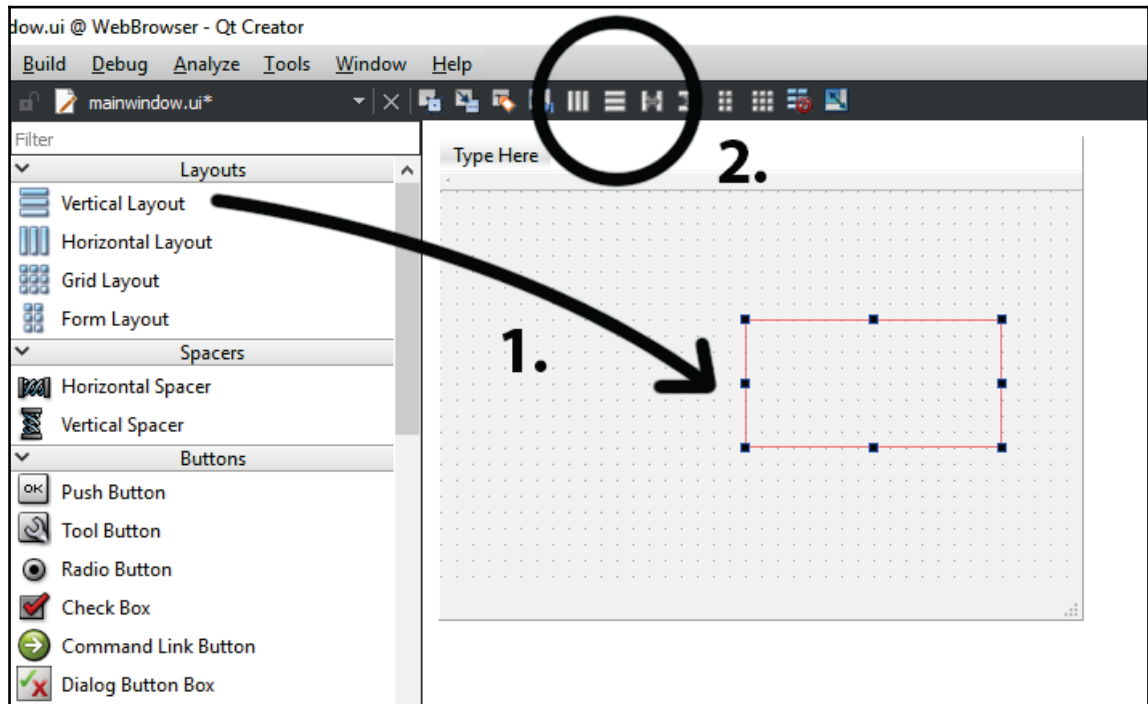 dow.ui @ WebBrowser - Qt Creator
Build Debug Analyze Tools Window Help
mainwindow.ui*
Filter
Type Here
2.
Layouts
Vertical Layout
Horizontal Layout
Grid Layout
Form Layout
1.
Spacers
Horizontal Spacer
Vertical Spacer
Buttons
OK Push Button
Tool Button
Radio Button
Check Box
Command Link Button
Dialog Button Box